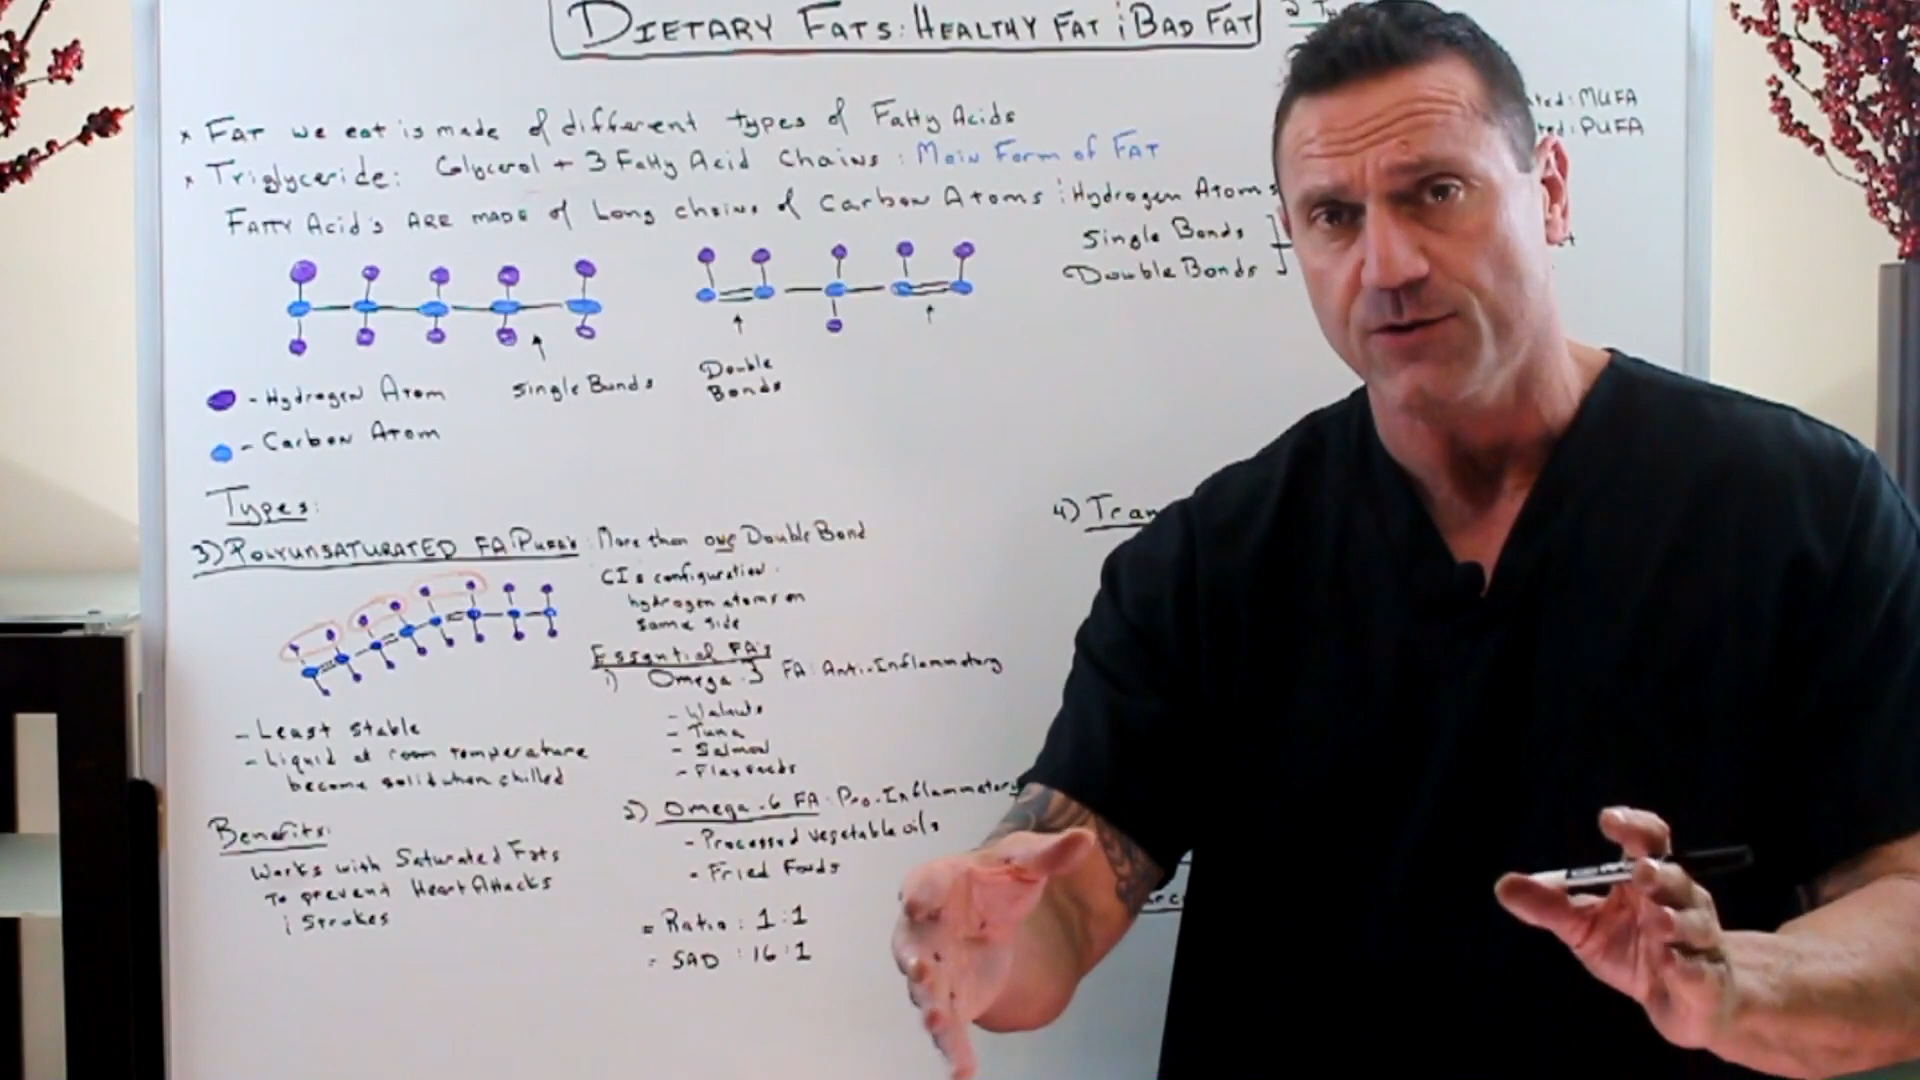 DIETARY FATS: HEALTHY FAT & BAD FAT
* FAT we eat is made of different types of Fatty Acids
* Triglyceride: Glycerol + 3 Fatty Acid Chains: Main Form of FAT
FATTY Acid's ARE MADE of Long chains of Carbon Atoms & Hydrogen Atoms
ted: MUFA
ted: PUFA
Single Bonds
Double Bonds
- Hydrogen Atom
Single Bonds
Double
Bonds
- Carbon Atom
Types:
3) POLYUNSATURATED FA: PUFA's: More than one Double Bond
CIS configuration:
hydrogen atoms on
same side
- Least stable
- Liquid at room temperature
become solid when chilled
Benefits:
Works with Saturated Fats
To prevent Heart Attacks
& Strokes
Essential FA's
1) Omega-3 FA: Anti-Inflammatory
- Walnuts
- Tuna
- Salmon
- Flaxseeds
2) Omega-6 FA: Pro-Inflammatory
- Processed vegetable oils
- Fried Foods
= Ratio: 1:1
= SAD: 16:1
4) Tran